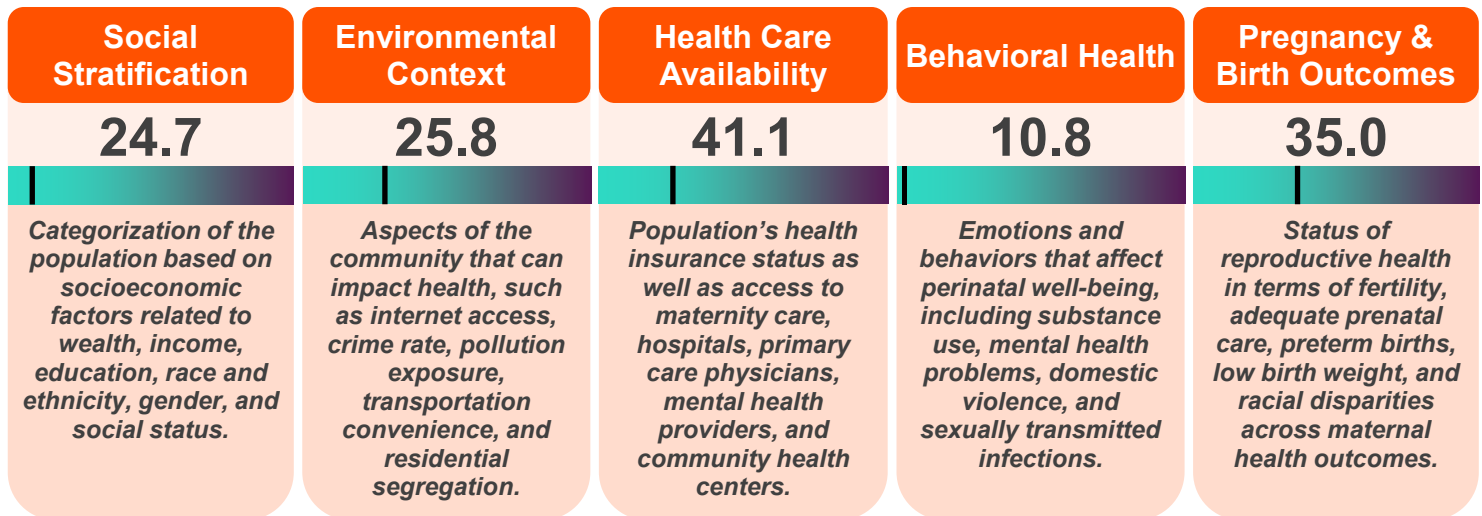 Social
Stratification
24.7
Categorization of the
population based on
socioeconomic
factors related to
wealth, income,
education, race and
ethnicity, gender, and
social status.
Environmental
Context
25.8
Aspects of the
community that can
impact health, such
as internet access,
crime rate, pollution
exposure,
transportation
convenience, and
residential
segregation.
Health Care
Availability
41.1
Population’s health
insurance status as
well as access to
maternity care,
hospitals, primary
care physicians,
mental health
providers, and
community health
centers.
Behavioral Health
10.8
Emotions and
behaviors that affect
perinatal well-being,
including substance
use, mental health
problems, domestic
violence, and
sexually transmitted
infections.
Pregnancy &
Birth Outcomes
35.0
Status of
reproductive health
in terms of fertility,
adequate prenatal
care, preterm births,
low birth weight, and
racial disparities
across maternal
health outcomes.